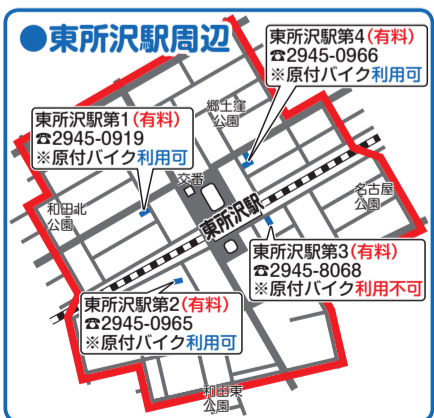 ●東所沢駅周辺
東所沢駅第4(有料)
☎2945-0966
※原付バイク利用可
郷土窪
公園
東所沢駅第1(有料)
☎2945-0919
※原付バイク利用可
交番
和田北
公園
東所沢駅
名古屋
公園
東所沢駅第3(有料)
☎2945-8068
※原付バイク利用不可
東所沢駅第2(有料)
☎2945-0965
※原付バイク利用可
和田東
公園